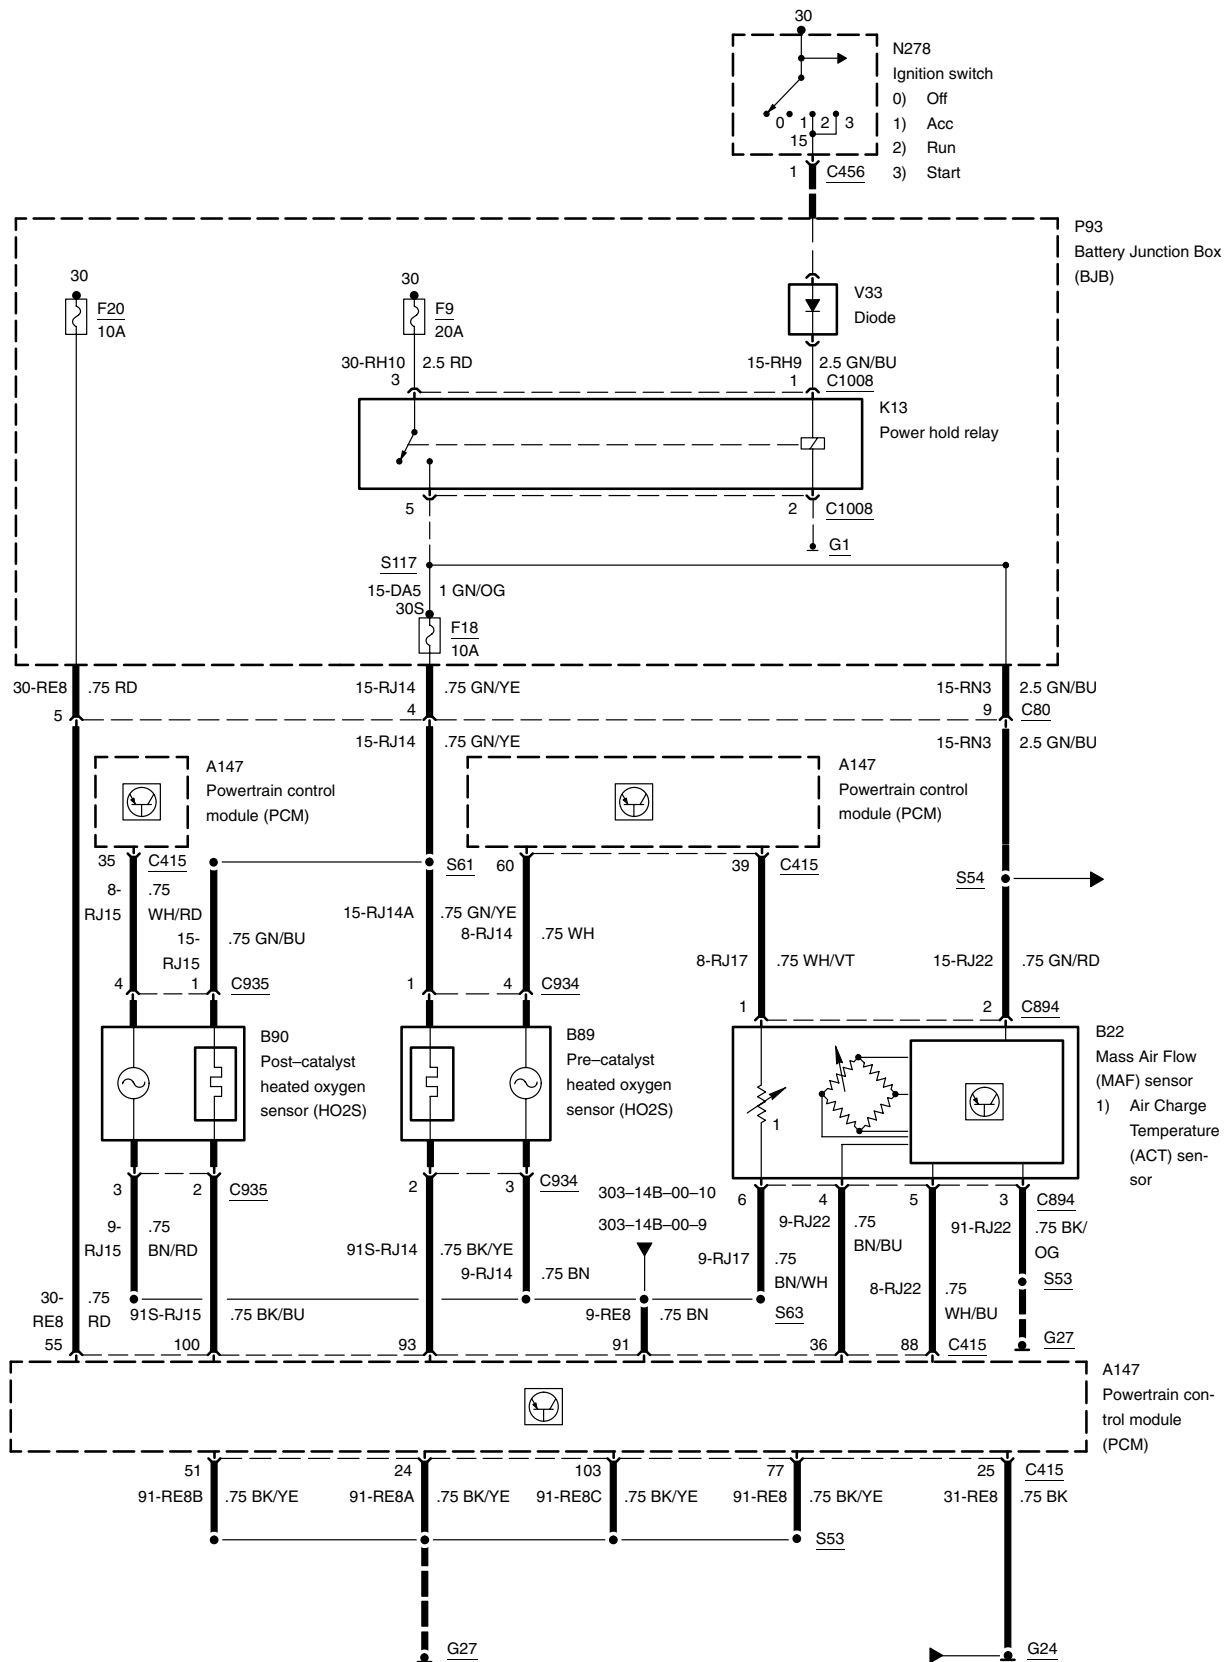 30
N278
Ignition switch
0) Off
1) Acc
2) Run
3) Start
0 1 2 3
15
1 C456
P93
Battery Junction Box
(BJB)
30
F20
10A
30
F9
20A
V33
Diode
30-RH10 2.5 RD
3
15-RH9 2.5 GN/BU
1 C1008
K13
Power hold relay
5
2 C1008
G1
S117
15-DA5 1 GN/OG
30S
F18
10A
30-RE8 .75 RD
15-RJ14 .75 GN/YE
15-RN3 2.5 GN/BU
5
4
9 C80
15-RJ14 .75 GN/YE
15-RN3 2.5 GN/BU
A147
Powertrain control
module (PCM)
A147
Powertrain control
module (PCM)
35 C415
S61
60
39 C415
S54
8-
RJ15
.75
WH/RD
15-
RJ15
.75 GN/BU
15-RJ14A .75 GN/YE
8-RJ14 .75 WH
8-RJ17 .75 WH/VT
15-RJ22 .75 GN/RD
4 1 C935
1 4 C934
1 2 C894
B90
Post–catalyst
heated oxygen
sensor (HO2S)
B89
Pre–catalyst
heated oxygen
sensor (HO2S)
B22
Mass Air Flow
(MAF) sensor
1) Air Charge
Temperature
(ACT) sen-
sor
1
3 2 C935
2 3 C934
303–14B–00–10
303–14B–00–9
6 4 5 3 C894
9-
RJ15
.75
BN/RD
91S-RJ14 .75 BK/YE
9-RJ14 .75 BN
9-RJ17 .75
BN/WH
9-RJ22 .75
BN/BU
8-RJ22 .75
WH/BU
91-RJ22 .75 BK/
OG
S53
G27
30-
RE8
.75
RD
91S-RJ15 .75 BK/BU
9-RE8 .75 BN
S63
55 100 93 91 36 88 C415
A147
Powertrain con-
trol module
(PCM)
51 24 103 77 25 C415
91-RE8B .75 BK/YE
91-RE8A .75 BK/YE
91-RE8C .75 BK/YE
91-RE8 .75 BK/YE
31-RE8 .75 BK
S53
G27
G24